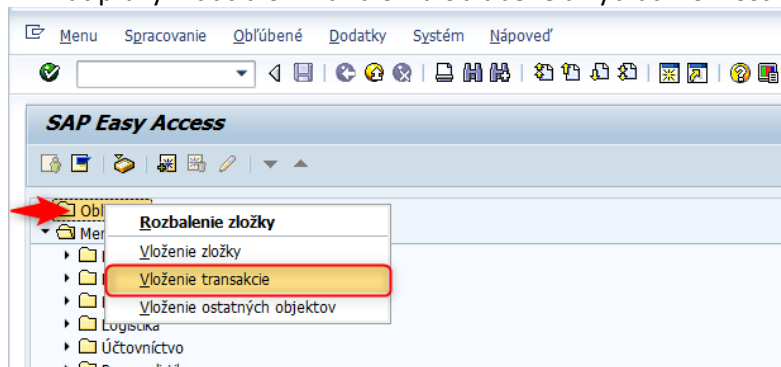 Menu Spracovanie Obľúbené Dodatky Systém Nápoveď
SAP Easy Access
Rozbalenie zložky
Vloženie zložky
Vloženie transakcie
Vloženie ostatných objektov
Logistika
Účtovníctvo